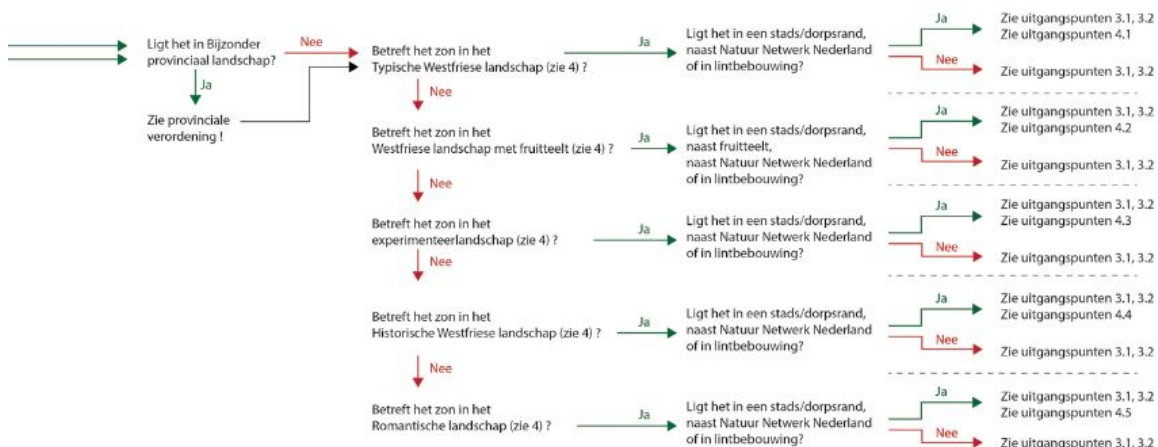 Ligt het in Bijzonder
provinciaal landschap?
Nee
Ja
Zie provinciale
verordening !
Betreft het zon in het
Typische Westfriese landschap (zie 4) ?
Ja
Nee
Ligt het in een stads/dorpsrand,
naast Natuur Netwerk Nederland
of in lintbebouwing?
Ja
Zie uitgangspunten 3.1, 3.2
Zie uitgangspunten 4.1
Nee
Zie uitgangspunten 3.1, 3.2
Betreft het zon in het
Westfriese landschap met fruitteelt (zie 4) ?
Ja
Nee
Ligt het in een stads/dorpsrand,
naast fruitteelt,
naast Natuur Netwerk Nederland
of in lintbebouwing?
Ja
Zie uitgangspunten 3.1, 3.2
Zie uitgangspunten 4.2
Nee
Zie uitgangspunten 3.1, 3.2
Betreft het zon in het
experimenteerlandschap (zie 4) ?
Ja
Nee
Ligt het in een stads/dorpsrand,
naast Natuur Netwerk Nederland
of in lintbebouwing?
Ja
Zie uitgangspunten 3.1, 3.2
Zie uitgangspunten 4.3
Nee
Zie uitgangspunten 3.1, 3.2
Betreft het zon in het
Historische Westfriese landschap (zie 4) ?
Ja
Nee
Ligt het in een stads/dorpsrand,
naast Natuur Netwerk Nederland
of in lintbebouwing?
Ja
Zie uitgangspunten 3.1, 3.2
Zie uitgangspunten 4.4
Nee
Zie uitgangspunten 3.1, 3.2
Betreft het zon in het
Romantische landschap (zie 4) ?
Ja
Ligt het in een stads/dorpsrand,
naast Natuur Netwerk Nederland
of in lintbebouwing?
Ja
Zie uitgangspunten 3.1, 3.2
Zie uitgangspunten 4.5
Nee
Zie uitgangspunten 3.1, 3.2